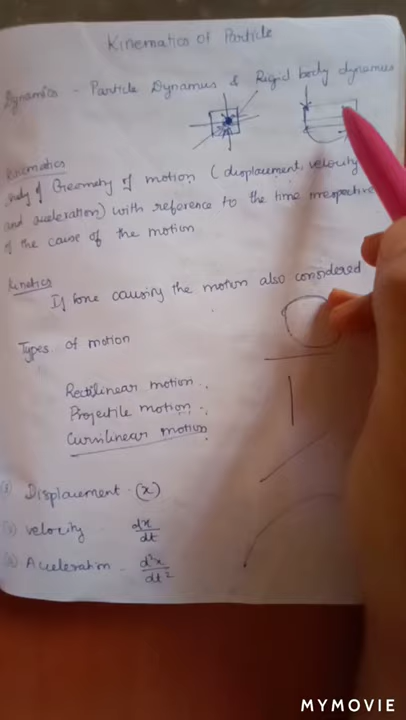 Kinematics of Particle
Dynamics - Particle Dynamics & Rigid body dynamics
Kinematics
study of Geometry of motion (displacement, velocity
and acceleration) with reference to the time irrespective
of the cause of the motion
Kinetics
If force causing the motion also considered
Types of motion
Rectilinear motion
Projectile motion
Curvilinear motion
Displacement (x)
velocity dx/dt
Acceleration d²x/dt²
MYMOVIE